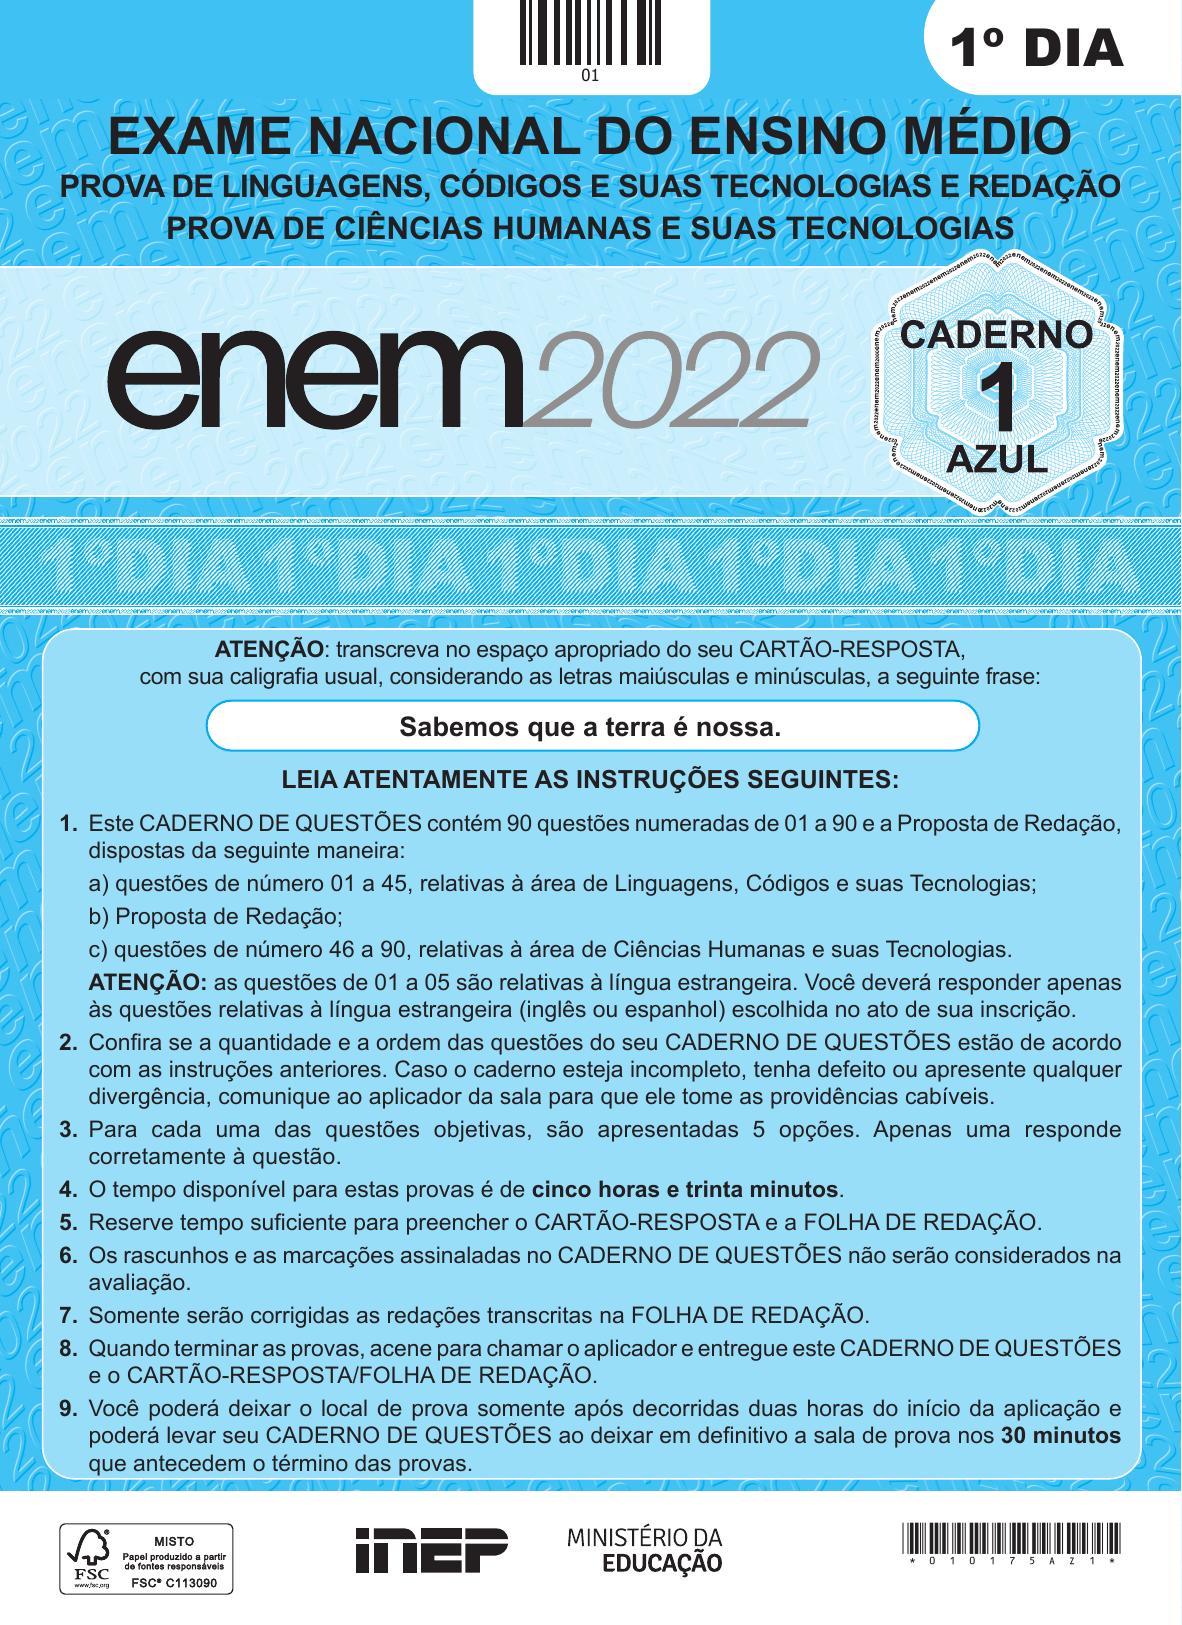 01
1º DIA
EXAME NACIONAL DO ENSINO MÉDIO
PROVA DE LINGUAGENS, CÓDIGOS E SUAS TECNOLOGIAS E REDAÇÃO
PROVA DE CIÊNCIAS HUMANAS E SUAS TECNOLOGIAS
enem2022
CADERNO
1
AZUL
1ºDIA 1ºDIA 1ºDIA 1ºDIA 1ºDIA
ATENÇÃO: transcreva no espaço apropriado do seu CARTÃO-RESPOSTA,
com sua caligrafia usual, considerando as letras maiúsculas e minúsculas, a seguinte frase:
Sabemos que a terra é nossa.
LEIA ATENTAMENTE AS INSTRUÇÕES SEGUINTES:
1. Este CADERNO DE QUESTÕES contém 90 questões numeradas de 01 a 90 e a Proposta de Redação,
dispostas da seguinte maneira:
a) questões de número 01 a 45, relativas à área de Linguagens, Códigos e suas Tecnologias;
b) Proposta de Redação;
c) questões de número 46 a 90, relativas à área de Ciências Humanas e suas Tecnologias.
ATENÇÃO: as questões de 01 a 05 são relativas à língua estrangeira. Você deverá responder apenas
às questões relativas à língua estrangeira (inglês ou espanhol) escolhida no ato de sua inscrição.
2. Confira se a quantidade e a ordem das questões do seu CADERNO DE QUESTÕES estão de acordo
com as instruções anteriores. Caso o caderno esteja incompleto, tenha defeito ou apresente qualquer
divergência, comunique ao aplicador da sala para que ele tome as providências cabíveis.
3. Para cada uma das questões objetivas, são apresentadas 5 opções. Apenas uma responde
corretamente à questão.
4. O tempo disponível para estas provas é de cinco horas e trinta minutos.
5. Reserve tempo suficiente para preencher o CARTÃO-RESPOSTA e a FOLHA DE REDAÇÃO.
6. Os rascunhos e as marcações assinaladas no CADERNO DE QUESTÕES não serão considerados na
avaliação.
7. Somente serão corrigidas as redações transcritas na FOLHA DE REDAÇÃO.
8. Quando terminar as provas, acene para chamar o aplicador e entregue este CADERNO DE QUESTÕES
e o CARTÃO-RESPOSTA/FOLHA DE REDAÇÃO.
9. Você poderá deixar o local de prova somente após decorridas duas horas do início da aplicação e
poderá levar seu CADERNO DE QUESTÕES ao deixar em definitivo a sala de prova nos 30 minutos
que antecedem o término das provas.
FSC
www.fsc.org
MISTO
Papel produzido a partir
de fontes responsáveis
FSC® C113090
INEP
MINISTÉRIO DA
EDUCAÇÃO
*010175AZ1*